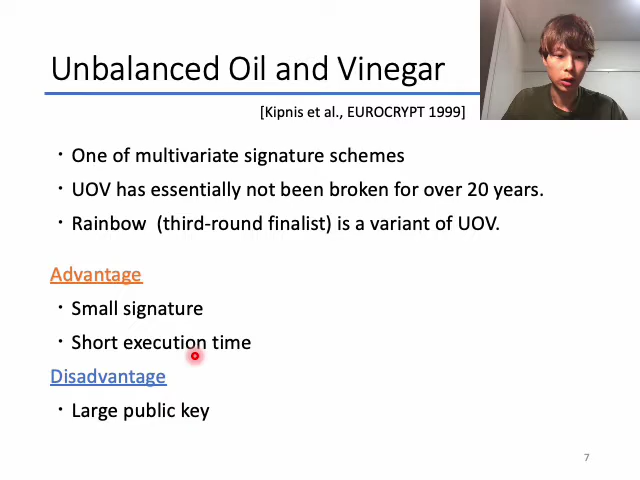 Unbalanced Oil and Vinegar
[Kipnis et al., EUROCRYPT 1999]
・One of multivariate signature schemes
・UOV has essentially not been broken for over 20 years.
・Rainbow (third-round finalist) is a variant of UOV.
Advantage
・Small signature
・Short execution time
Disadvantage
・Large public key
7